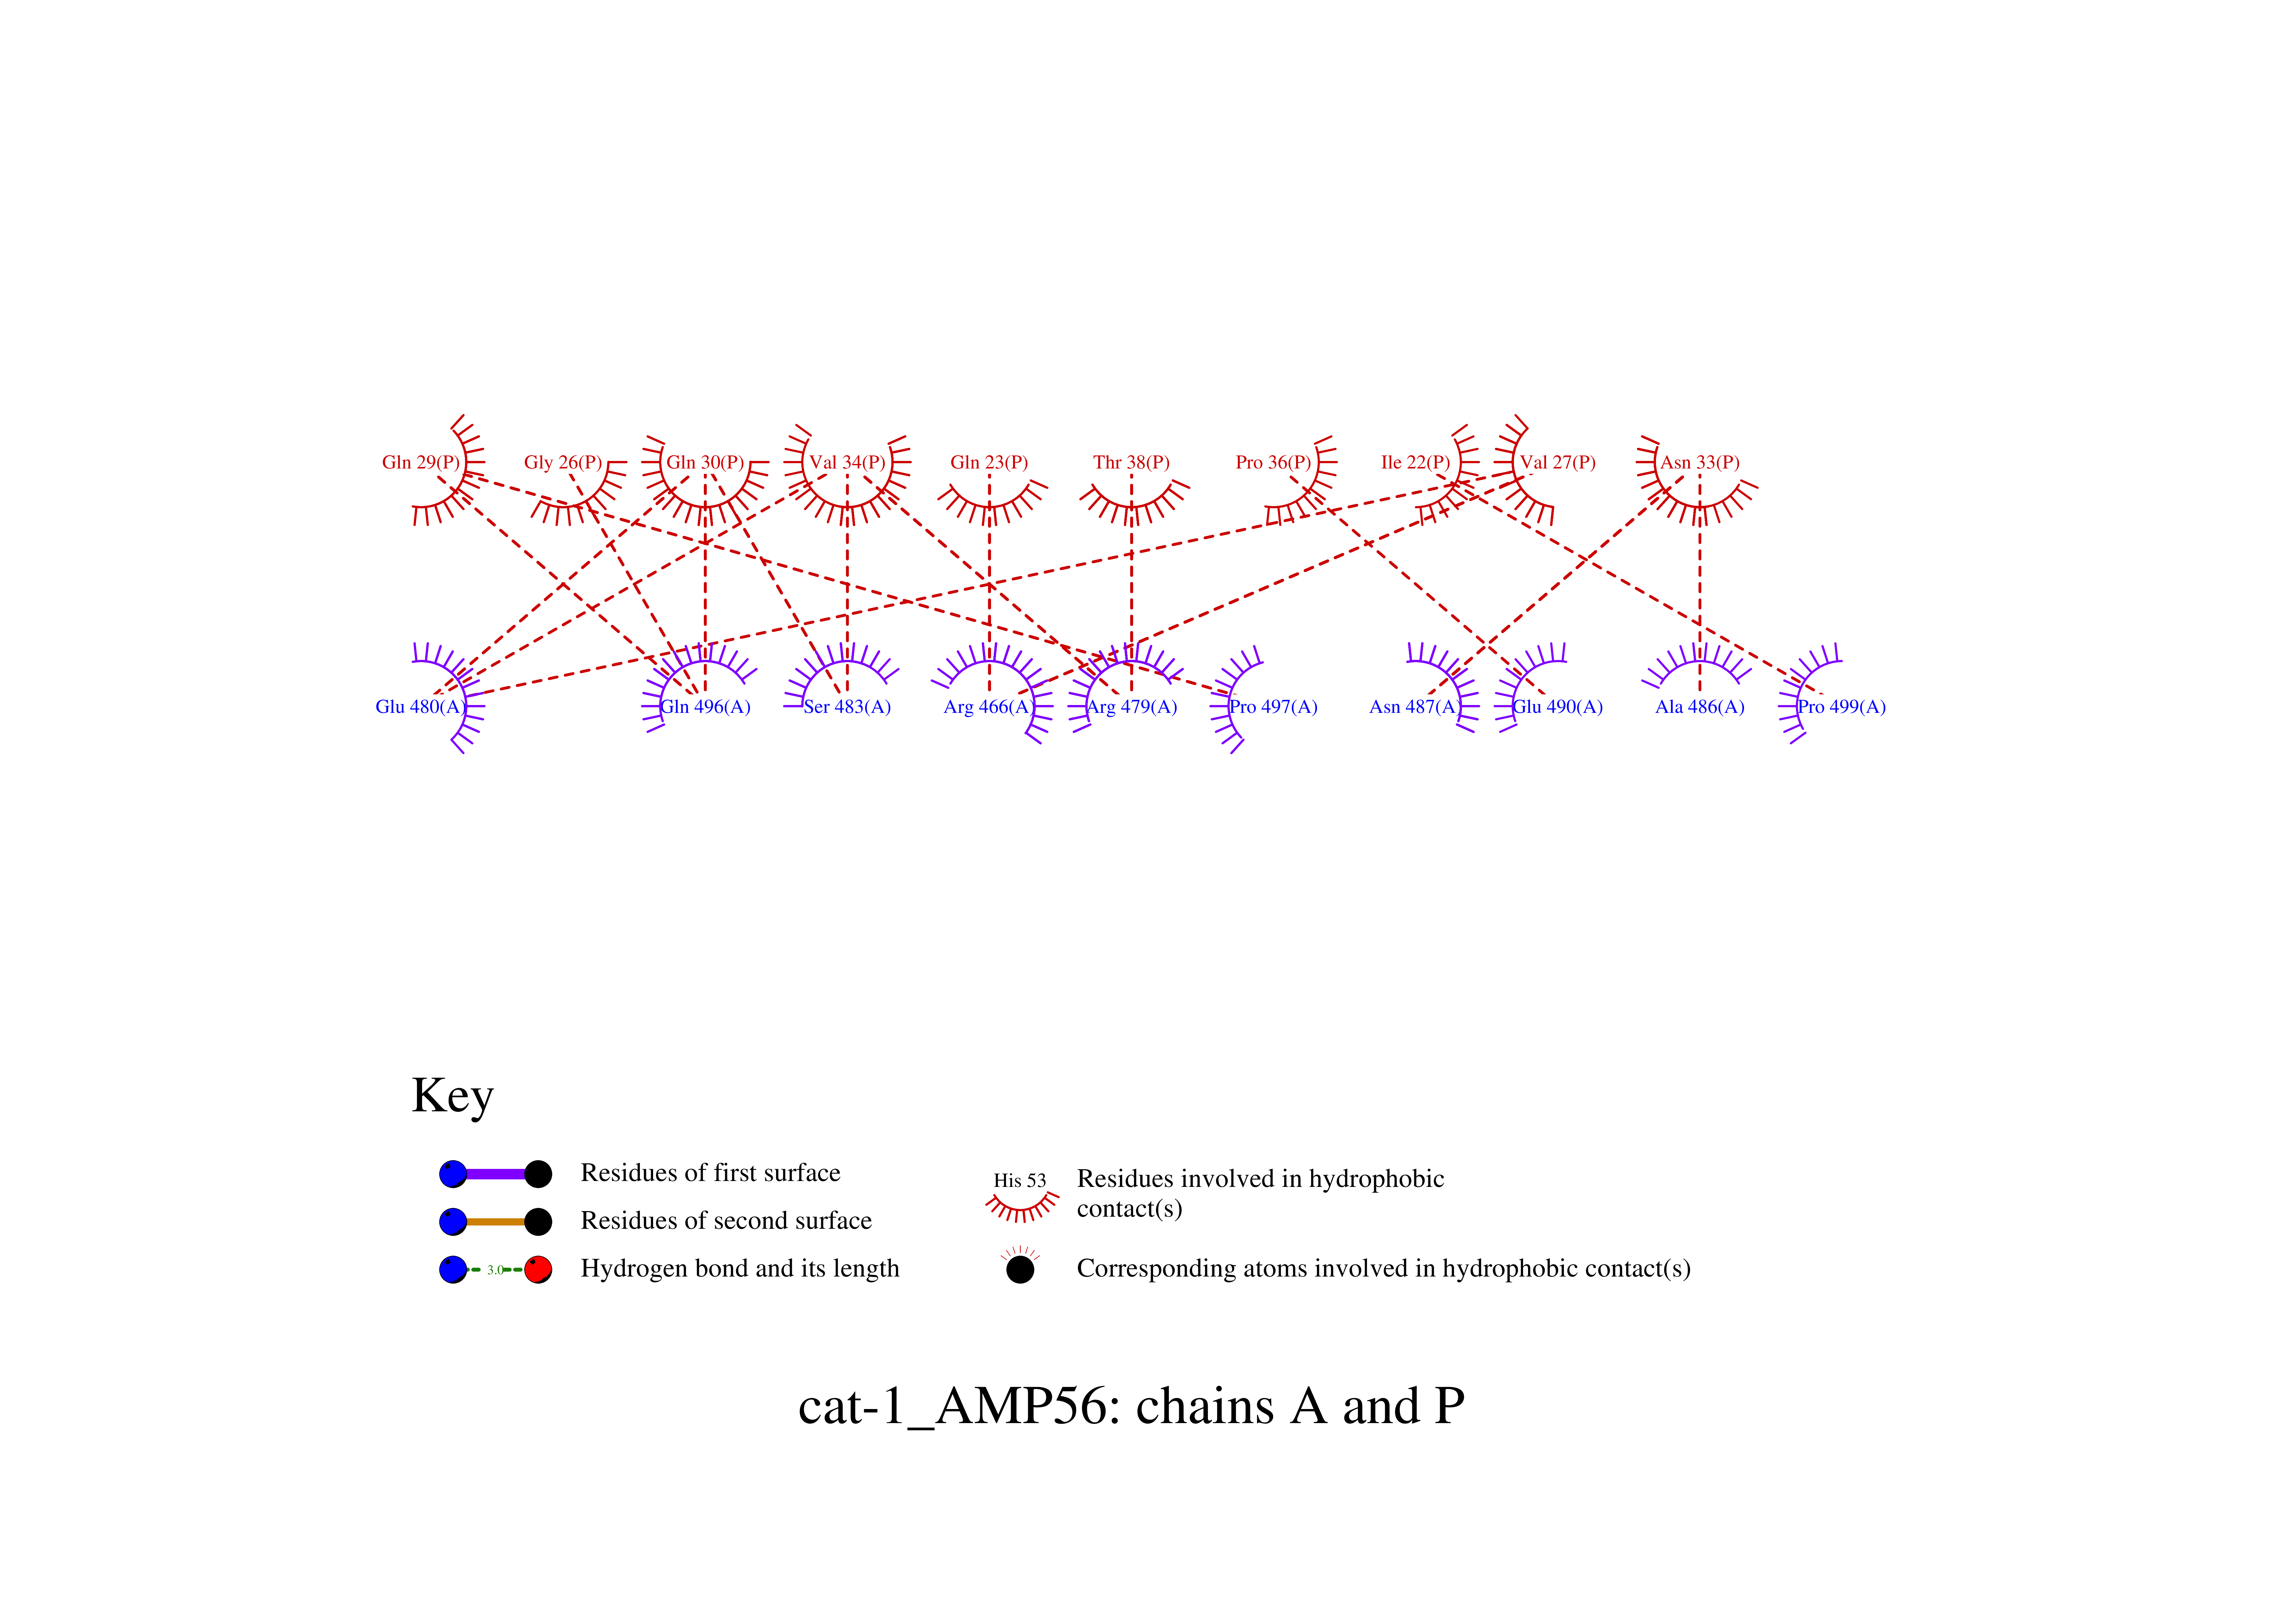 Gln 29(P) Gly 26(P) Gln 30(P) Val 34(P) Gln 23(P) Thr 38(P) Pro 36(P) Ile 22(P) Val 27(P) Asn 33(P)
Glu 480(A) Gln 496(A) Ser 483(A) Arg 466(A) Arg 479(A) Pro 497(A) Asn 487(A) Glu 490(A) Ala 486(A) Pro 499(A)
Key
Residues of first surface
Residues of second surface
3.0 Hydrogen bond and its length
His 53 Residues involved in hydrophobic
contact(s)
Corresponding atoms involved in hydrophobic contact(s)
cat-1_AMP56: chains A and P